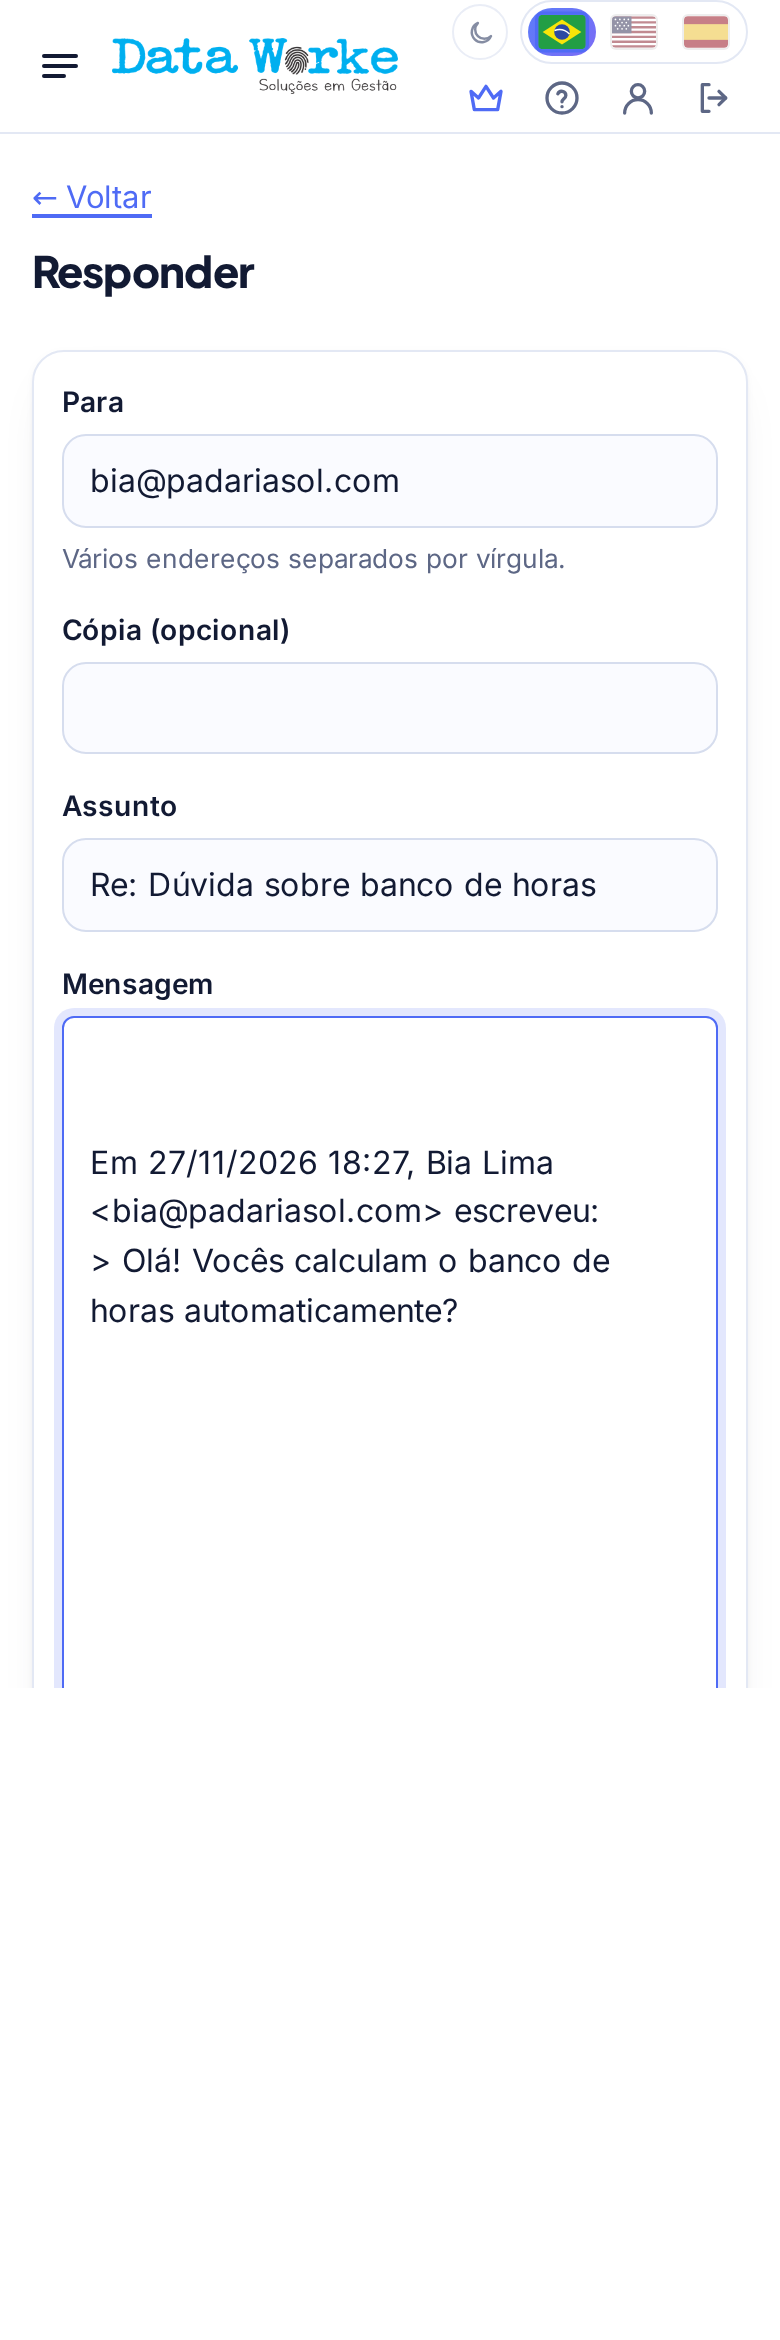 Data Worke
Soluções em Gestão
← Voltar
Responder
Para
bia@padariasol.com
Vários endereços separados por vírgula.
Cópia (opcional)
Assunto
Re: Dúvida sobre banco de horas
Mensagem
Em 27/11/2026 18:27, Bia Lima
<bia@padariasol.com> escreveu:
> Olá! Vocês calculam o banco de
horas automaticamente?